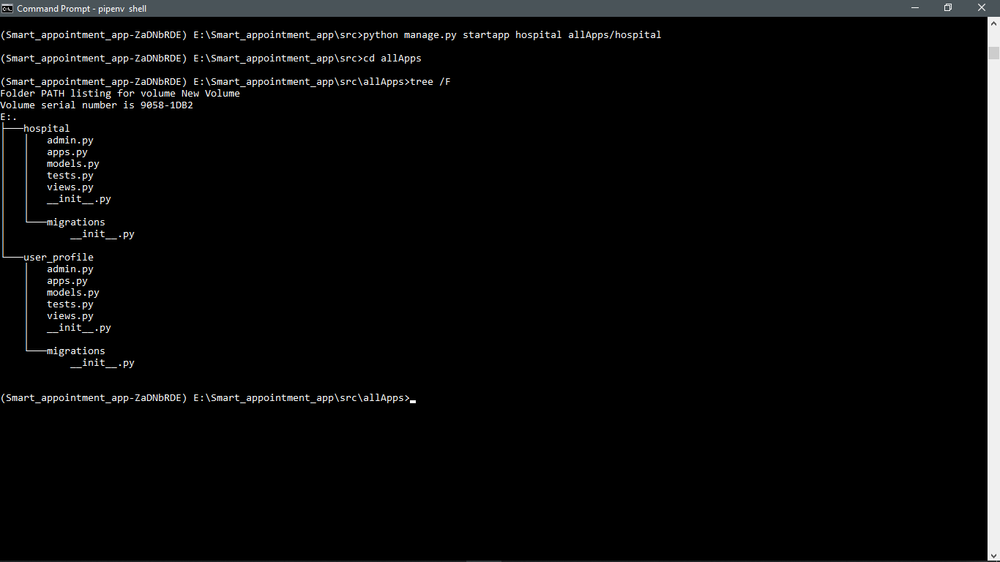 Command Prompt - pipenv  shell
(Smart_appointment_app-ZaDNbRDE) E:\Smart_appointment_app\src>python manage.py startapp hospital allApps/hospital
(Smart_appointment_app-ZaDNbRDE) E:\Smart_appointment_app\src>cd allApps
(Smart_appointment_app-ZaDNbRDE) E:\Smart_appointment_app\src\allApps>tree /F
Folder PATH listing for volume New Volume
Volume serial number is 9058-1DB2
E:.
├───hospital
│   │   admin.py
│   │   apps.py
│   │   models.py
│   │   tests.py
│   │   views.py
│   │   __init__.py
│   │
│   └───migrations
│           __init__.py
│
└───user_profile
    │   admin.py
    │   apps.py
    │   models.py
    │   tests.py
    │   views.py
    │   __init__.py
    │
    └───migrations
            __init__.py
(Smart_appointment_app-ZaDNbRDE) E:\Smart_appointment_app\src\allApps>